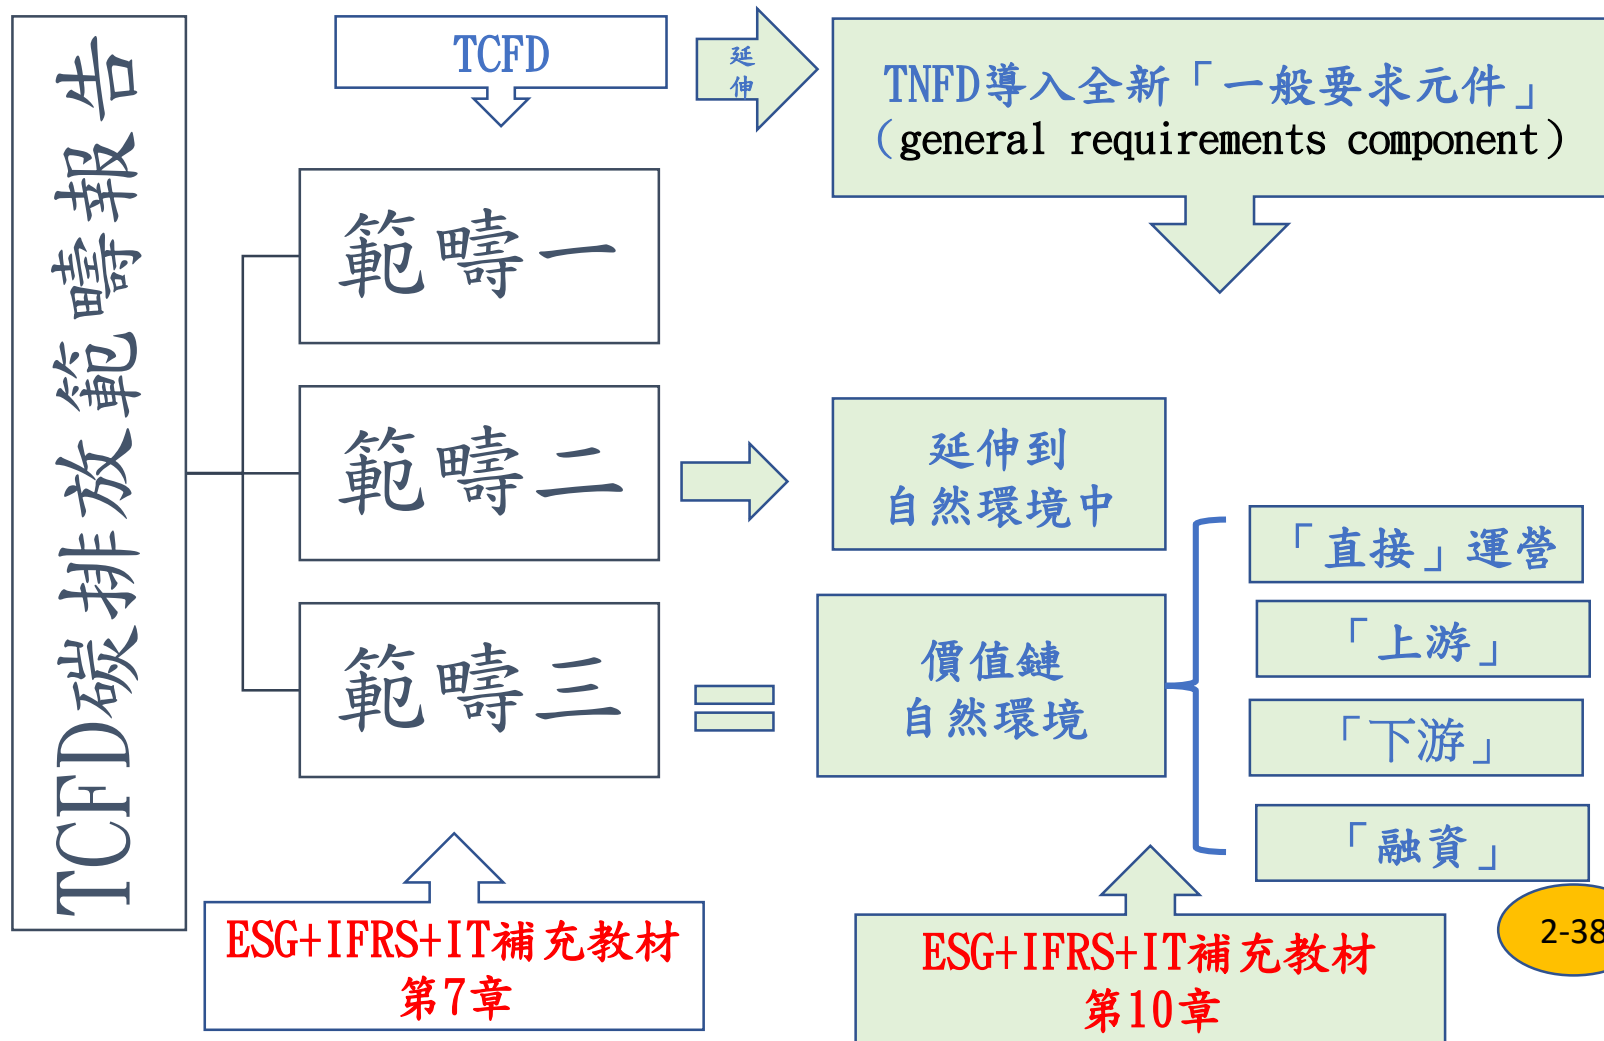 TCFD碳排放範疇報告
TCFD
延
伸
TNFD導入全新「一般要求元件」
（general requirements component）
範疇一
範疇二
延伸到
自然環境中
範疇三
價值鏈
自然環境
「直接」運營
「上游」
「下游」
「融資」
ESG+IFRS+IT補充教材
第7章
ESG+IFRS+IT補充教材
第10章
2-38